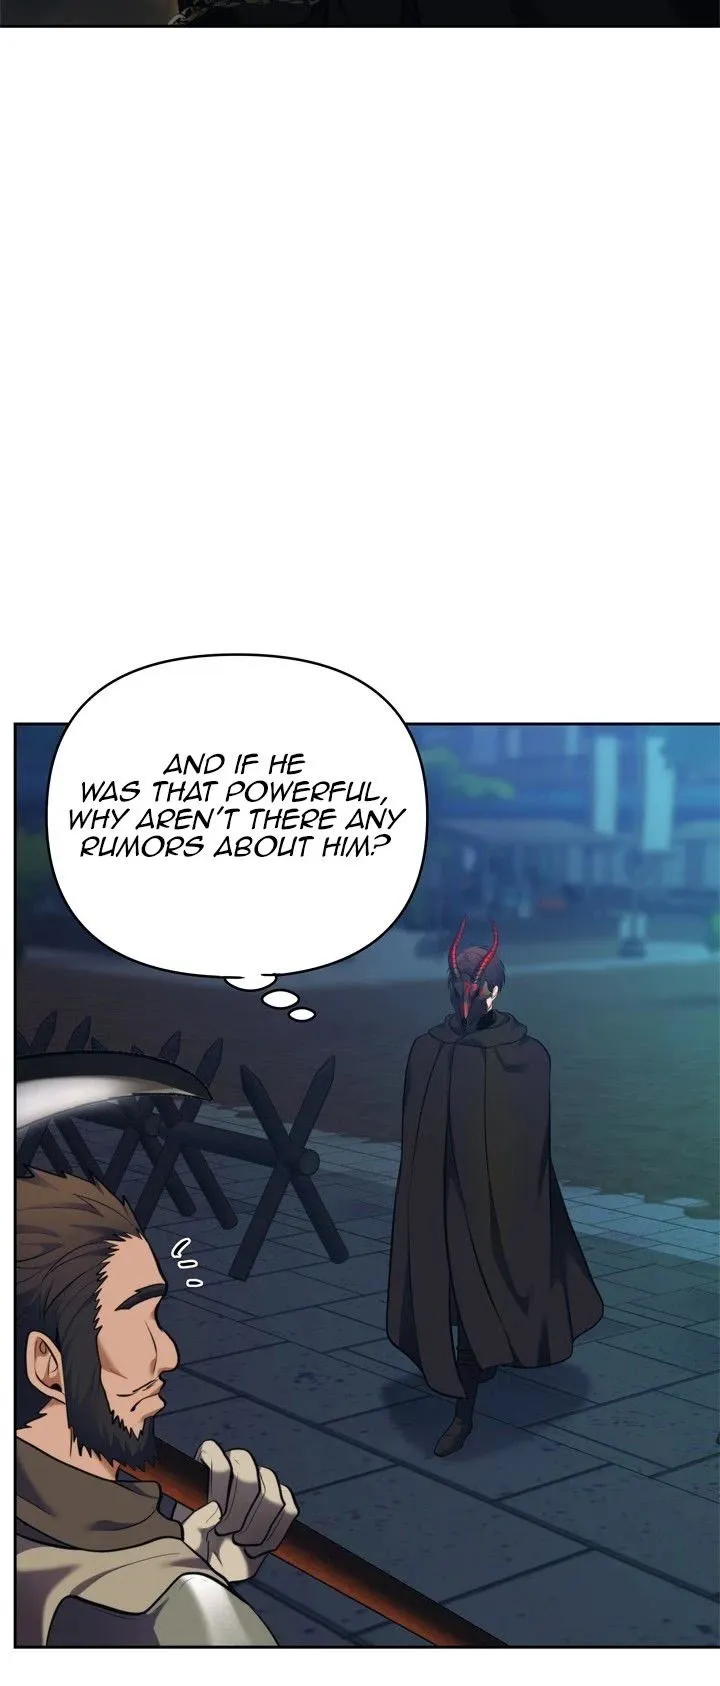 AND IF HE
WAS THAT POWERFUL,
WHY AREN'T THERE ANY
RUMORS ABOUT HIM?